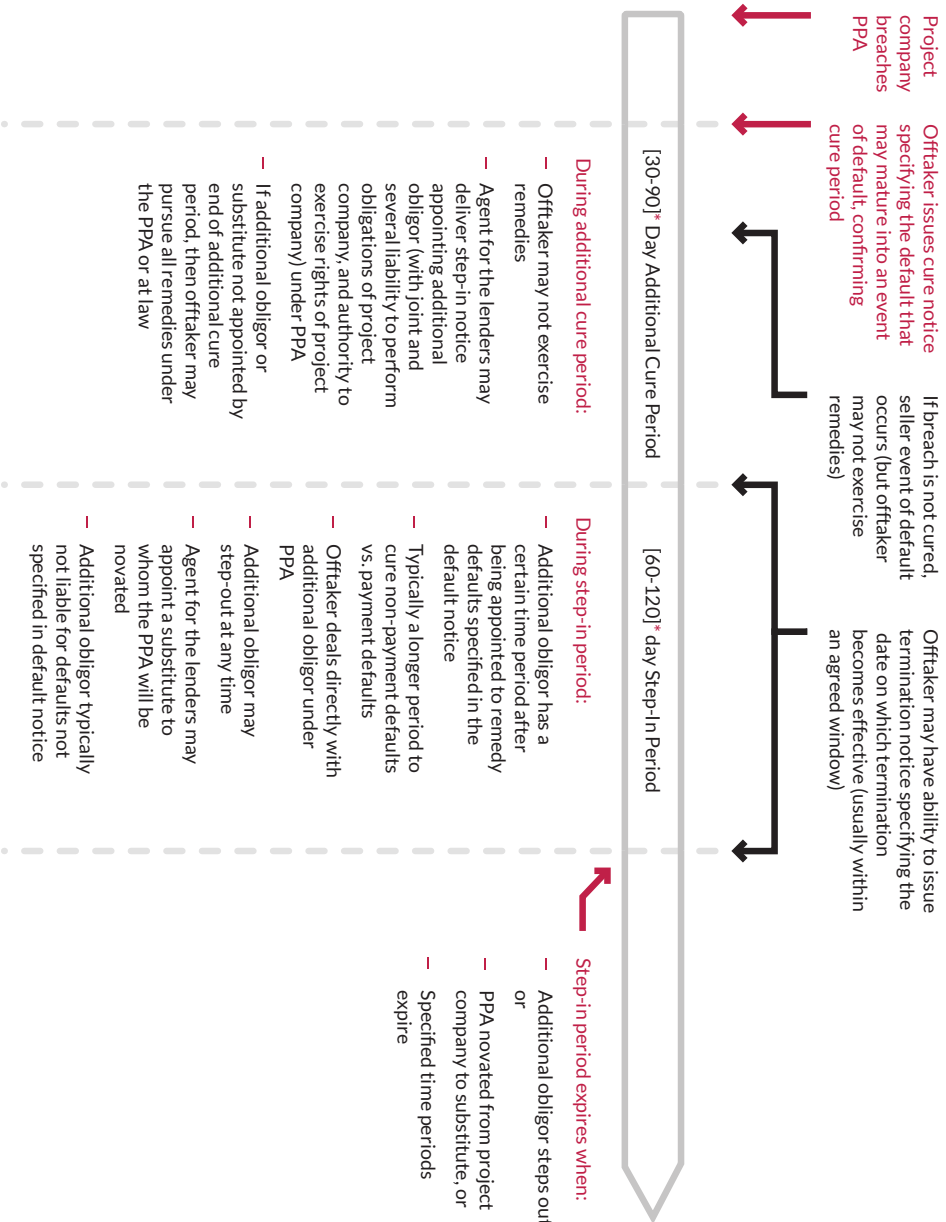 Project
company
breaches
PPA
Offtaker issues cure notice
specifying the default that
may mature into an event
of default, confirming
cure period
If breach is not cured,
seller event of default
occurs (but offtaker
may not exercise
remedies)
Offtaker may have ability to issue
termination notice specifying the
date on which termination
becomes effective (usually within
an agreed window)
[30-90]* Day Additional Cure Period
[60-120]* day Step-In Period
During additional cure period:
– Offtaker may not exercise
remedies
– Agent for the lenders may
deliver step-in notice
appointing additional
obligor (with joint and
several liability to perform
obligations of project
company, and authority to
exercise rights of project
company) under PPA
– If additional obligor or
substitute not appointed by
end of additional cure
period, then offtaker may
pursue all remedies under
the PPA or at law
During step-in period:
– Additional obligor has a
certain time period after
being appointed to remedy
defaults specified in the
default notice
– Typically a longer period to
cure non-payment defaults
vs. payment defaults
– Offtaker deals directly with
additional obligor under
PPA
– Additional obligor may
step-out at any time
– Agent for the lenders may
appoint a substitute to
whom the PPA will be
novated
– Additional obligor typically
not liable for defaults not
specified in default notice
Step-in period expires when:
– Additional obligor steps out
or
– PPA novated from project
company to substitute, or
– Specified time periods
expire